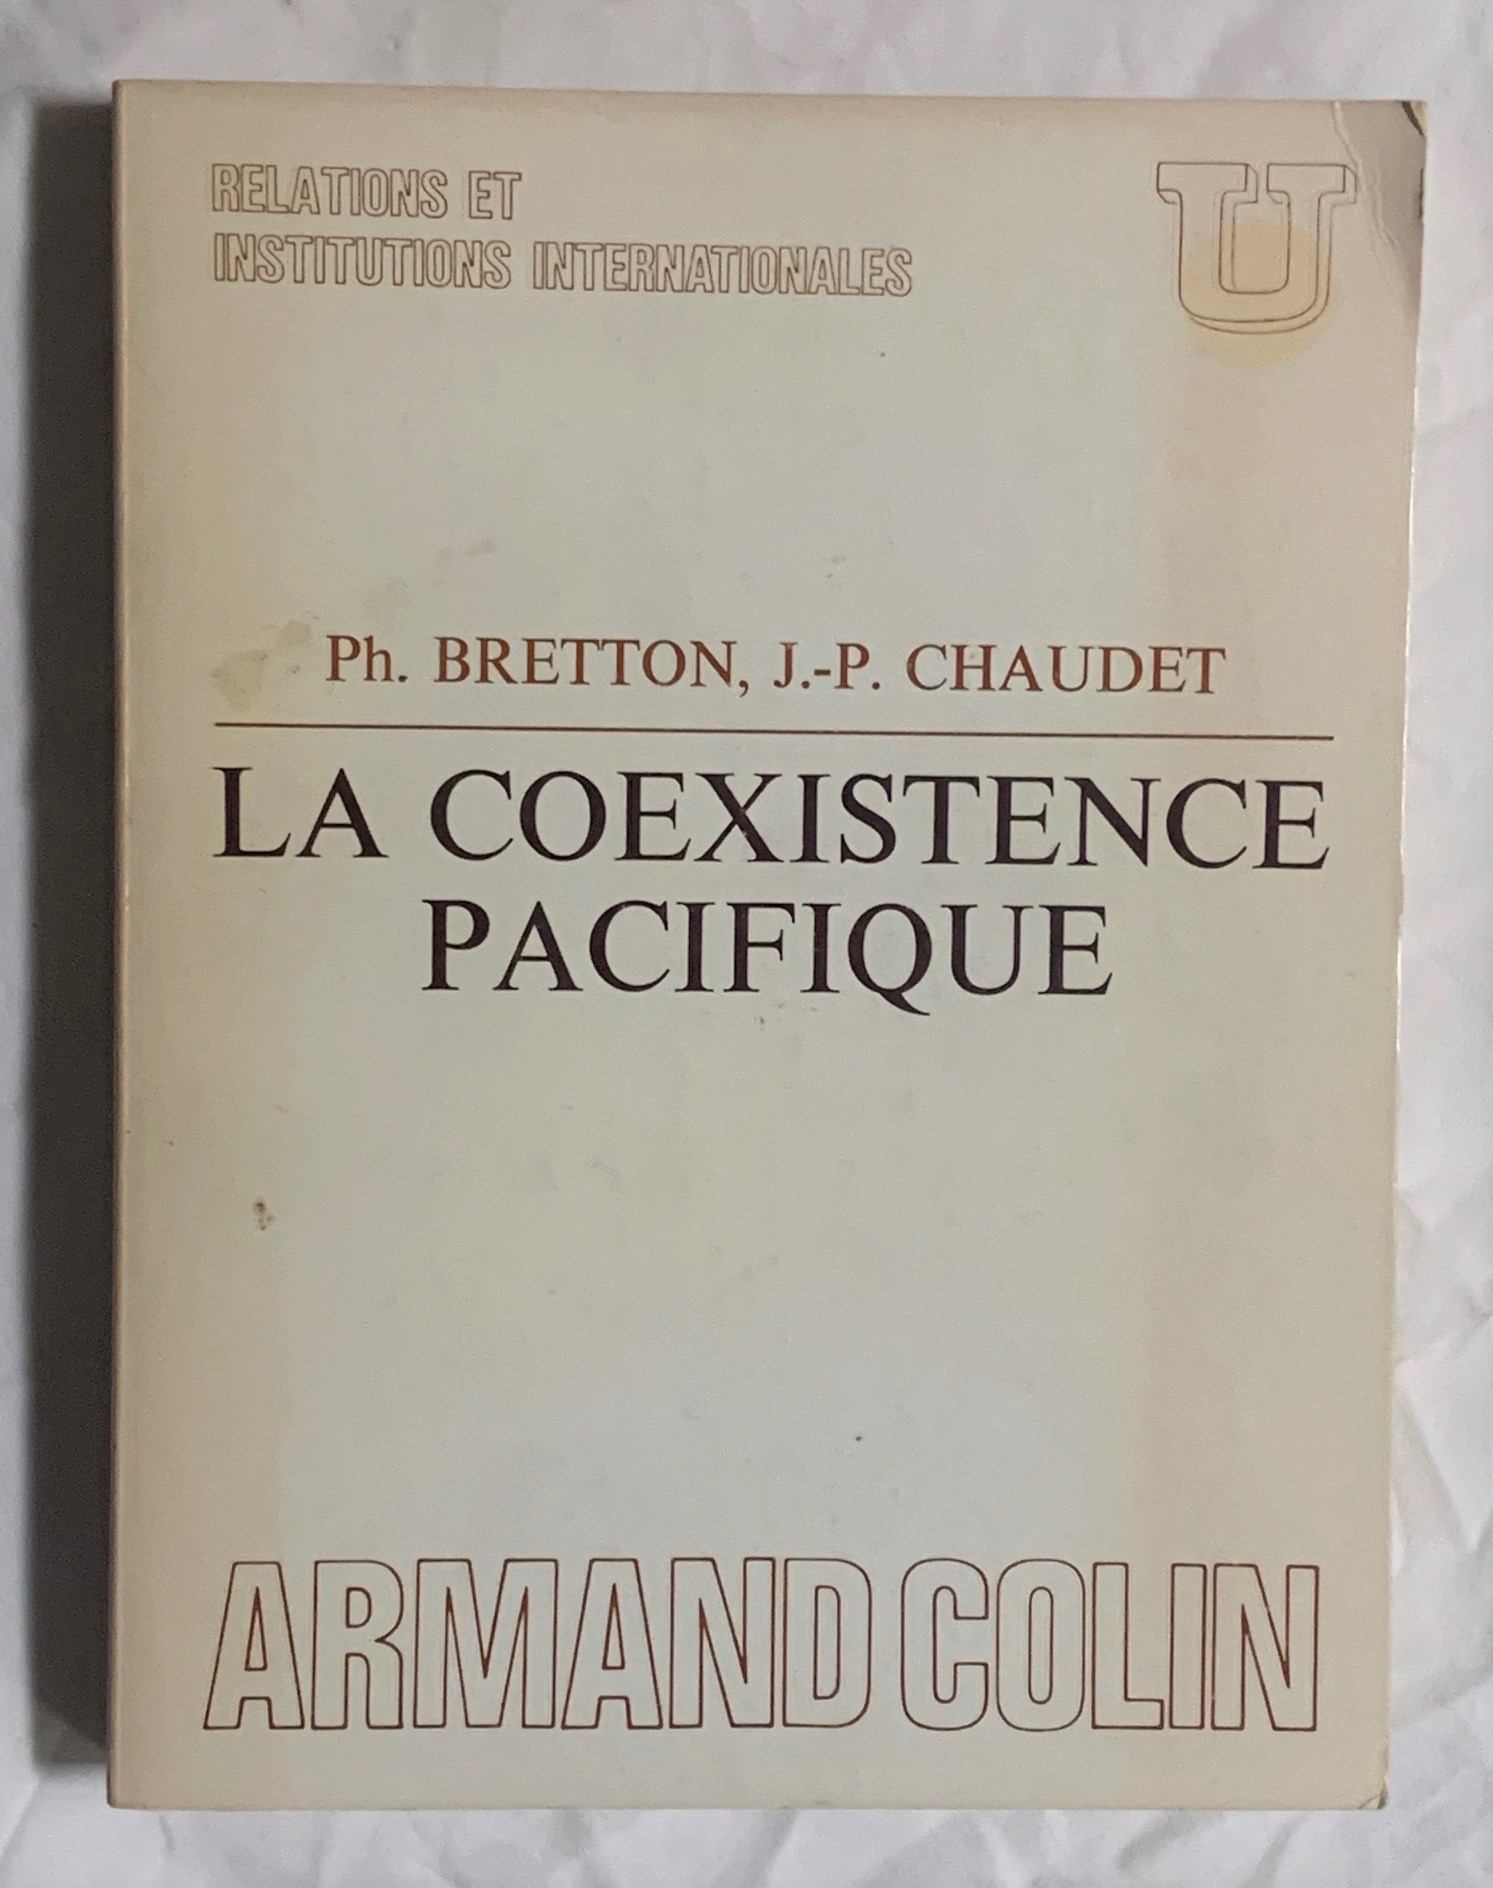 RELATIONS ET
INSTITUTIONS INTERNATIONALES
U
Ph. BRETTON, J.-P. CHAUDET
LA COEXISTENCE
PACIFIQUE
ARMAND COLIN